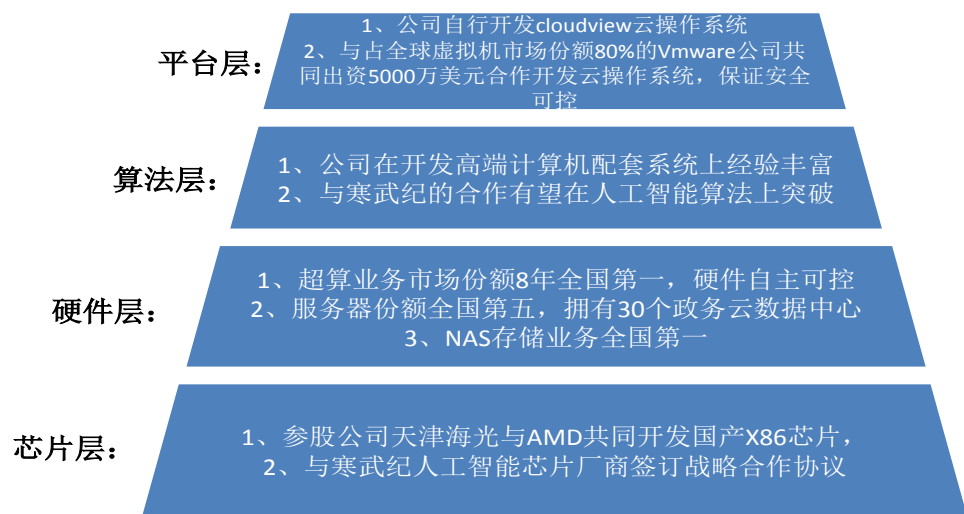 平台层：
1、公司自行开发cloudview云操作系统
2、与占全球虚拟机市场份额80%的Vmware公司共
同出资5000万美元合作开发云操作系统，保证安全
可控
算法层：
1、公司在开发高端计算机配套系统上经验丰富
2、与寒武纪的合作有望在人工智能算法上突破
硬件层：
1、超算业务市场份额8年全国第一，硬件自主可控
2、服务器份额全国第五，拥有30个政务云数据中心
3、NAS存储业务全国第一
芯片层：
1、参股公司天津海光与AMD共同开发国产X86芯片，
2、与寒武纪人工智能芯片厂商签订战略合作协议